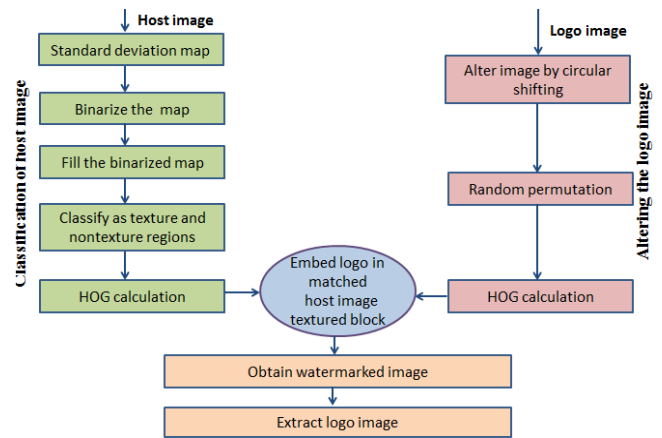 Host image
Standard deviation map
Binarize the map
Fill the binarized map
Classify as texture and
nontexture regions
HOG calculation
Classification of host image
Logo image
Alter image by circular
shifting
Random permutation
HOG calculation
Altering the logo image
Embed logo in
matched
host image
textured block
Obtain watermarked image
Extract logo image